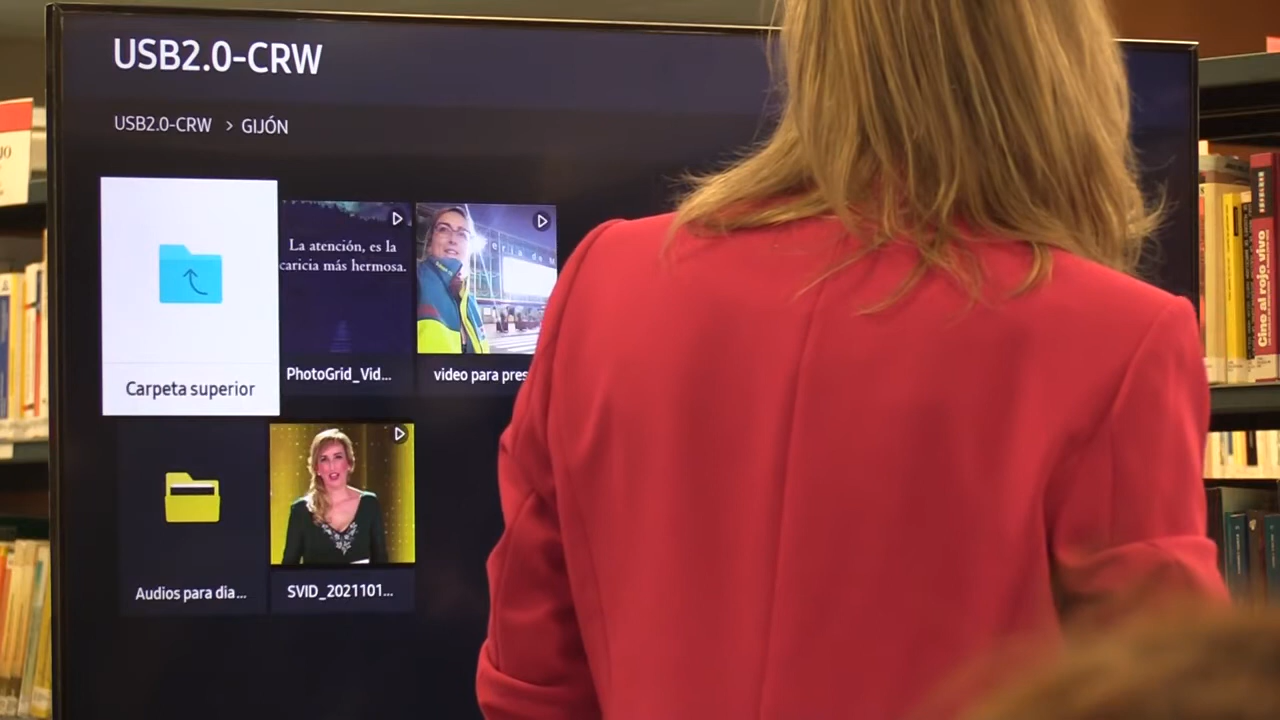 USB2.0-CRW
USB2.0-CRW > GIJÓN
La atención, es la
caricia más hermosa.
Carpeta superior
PhotoGrid_Vid...
video para pres
Audios para dia...
SVID_2021101...
Cine al rojo vivo